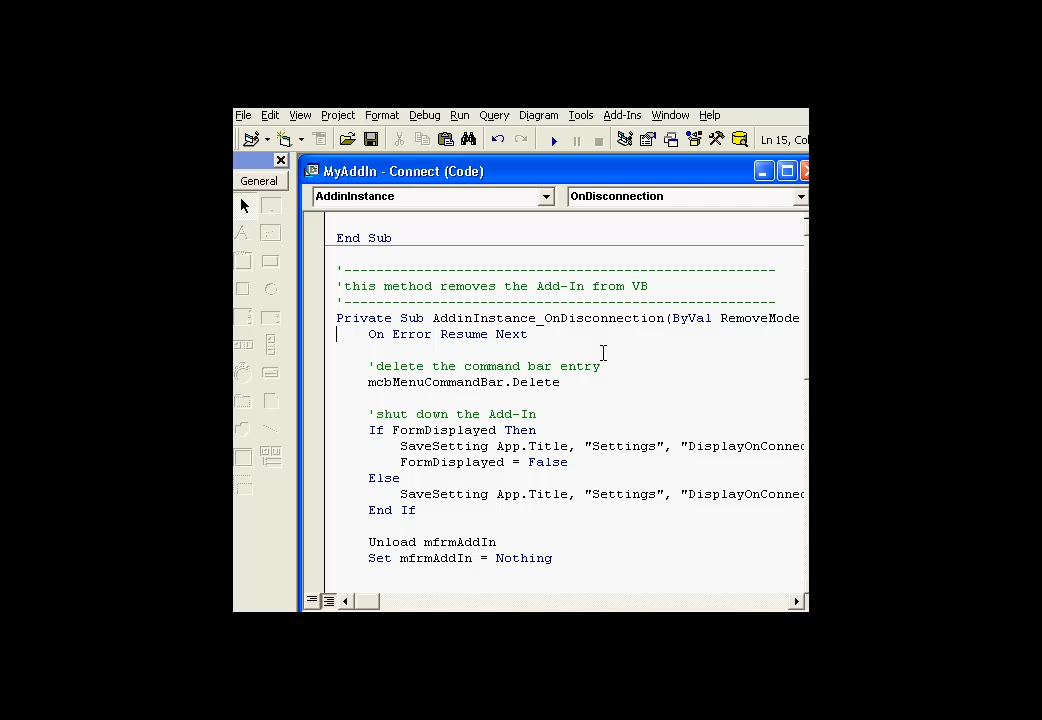 File Edit View Project Format Debug Run Query Diagram Tools Add-Ins Window Help
Ln 15,
General
MyAddIn - Connect (Code)
AddinInstance OnDisconnection
End Sub
'------------------------------------------------------
'this method removes the Add-In from VB
'------------------------------------------------------
Private Sub AddinInstance_OnDisconnection(ByVal RemoveMode
On Error Resume Next
'delete the command bar entry
mcbMenuCommandBar.Delete
'shut down the Add-In
If FormDisplayed Then
SaveSetting App.Title, "Settings", "DisplayOnConnec
FormDisplayed = False
Else
SaveSetting App.Title, "Settings", "DisplayOnConnec
End If
Unload mfrmAddIn
Set mfrmAddIn = Nothing